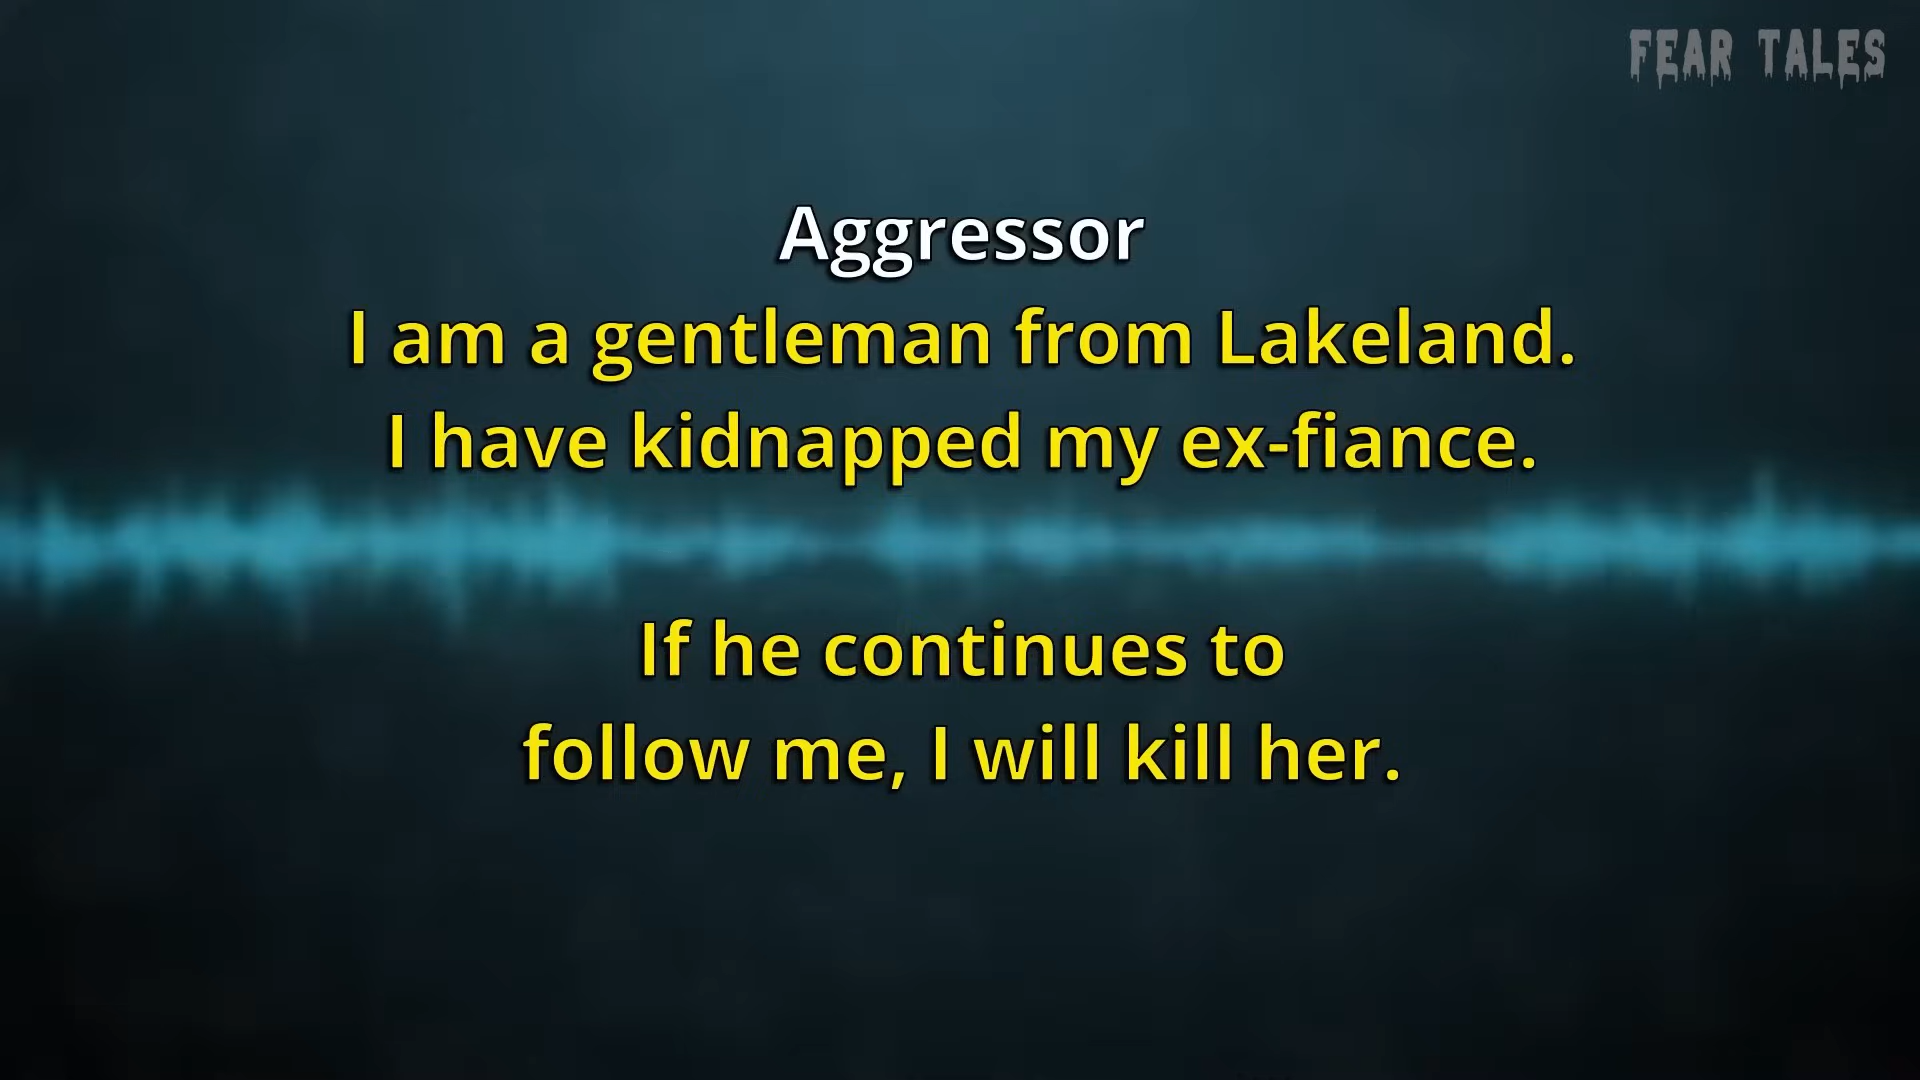 FEAR TALES
Aggressor
I am a gentleman from Lakeland.
I have kidnapped my ex-fiance.
If he continues to
follow me, I will kill her.